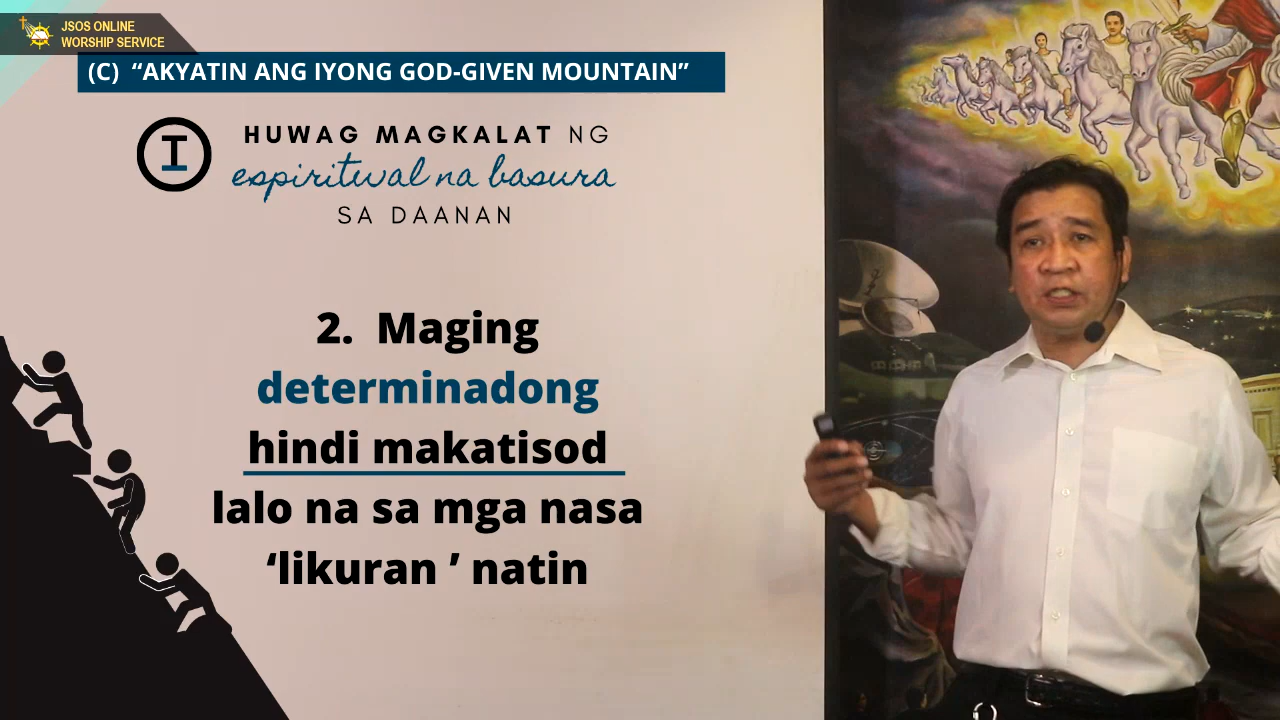 JSOS ONLINE
WORSHIP SERVICE
(C) “AKYATIN ANG IYONG GOD-GIVEN MOUNTAIN”
I
HUWAG MAGKALAT NG
espiritwal na basura
SA DAANAN
2. Maging
determinadong
hindi makatisod
lalo na sa mga nasa
‘likuran ’ natin